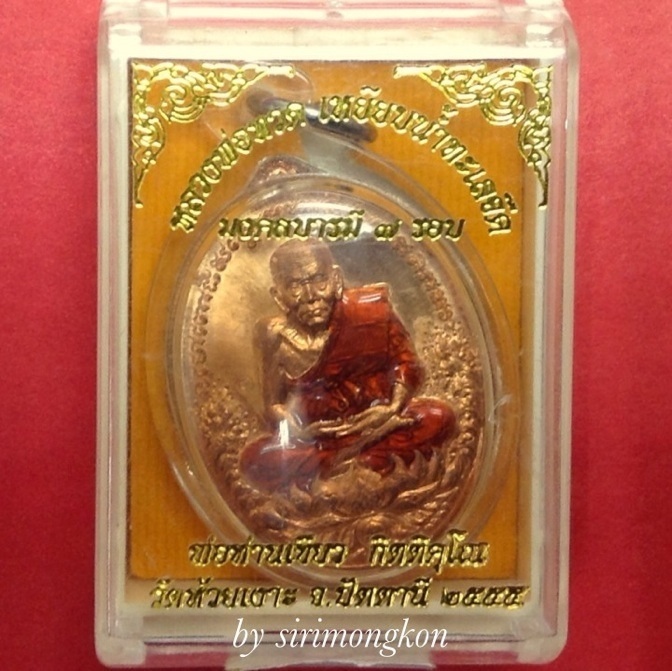 หลวงพ่อทวด เหยียบน้ำทะเลจืด
มงคลบารมี ๗ รอบ
พ่อท่านเขียว กิตติคุโณ
วัดห้วยเงาะ จ.ปัตตานี ๒๕๕๕
by sirimongkon